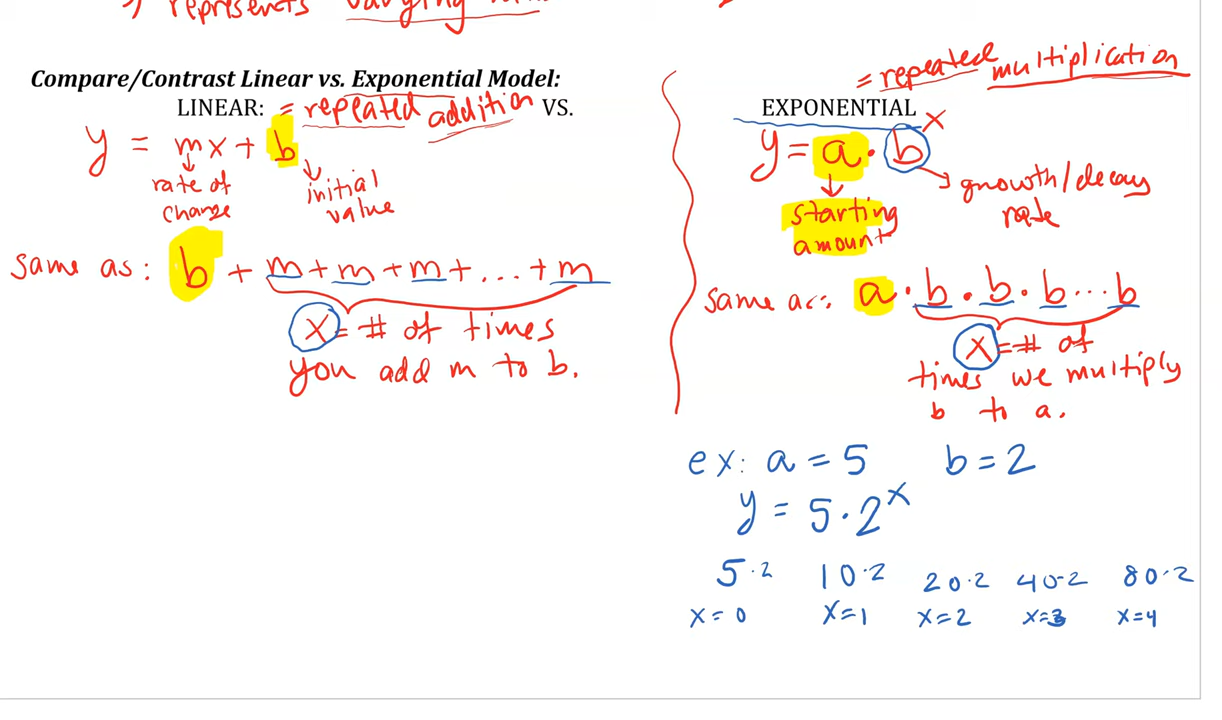 represents varying
Compare/Contrast Linear vs. Exponential Model:
LINEAR: = repeated addition VS.
y = mx + b
rate of change
initial value
same as: b + m + m + m + ... + m
x = # of times
you add m to b.
= repeated multiplication
EXPONENTIAL
y = a · b^x
starting amount
growth/decay rate
same as: a · b · b · b ... b
x = # of
times we multiply
b to a.
ex: a = 5 b = 2
y = 5 · 2^x
5·2 10·2 20·2 40·2 80·2
x=0 x=1 x=2 x=3 x=4